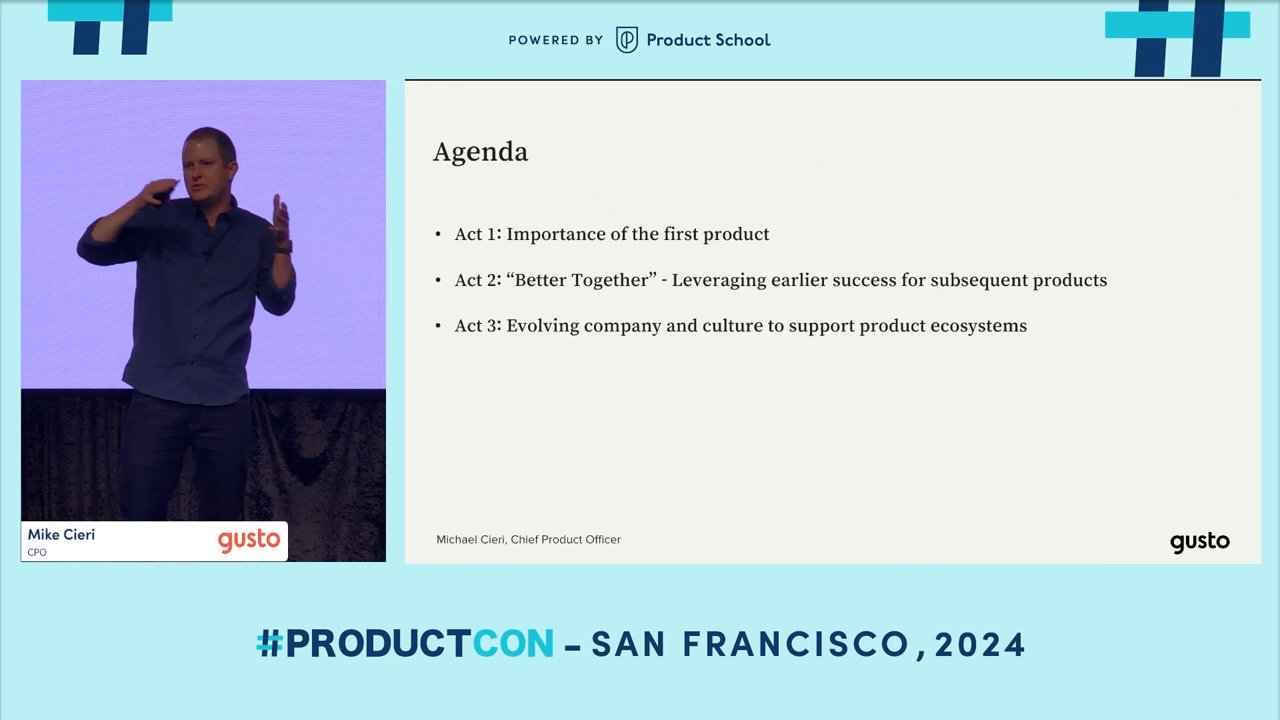 POWERED BY Product School
Agenda
• Act 1: Importance of the first product
• Act 2: “Better Together” - Leveraging earlier success for subsequent products
• Act 3: Evolving company and culture to support product ecosystems
Michael Cieri, Chief Product Officer
gusto
Mike Cieri
CPO
gusto
#PRODUCTCON – SAN FRANCISCO, 2024